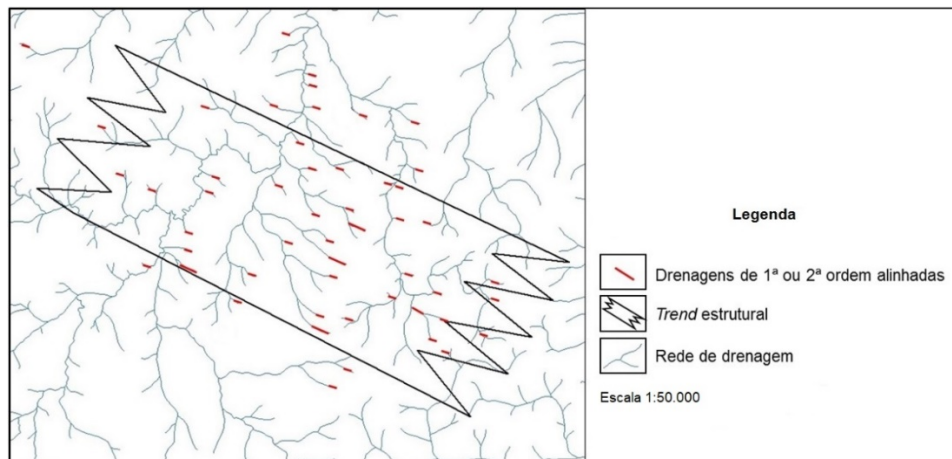 Legenda
Drenagens de 1ª ou 2ª ordem alinhadas
Trend estrutural
Rede de drenagem
Escala 1:50.000